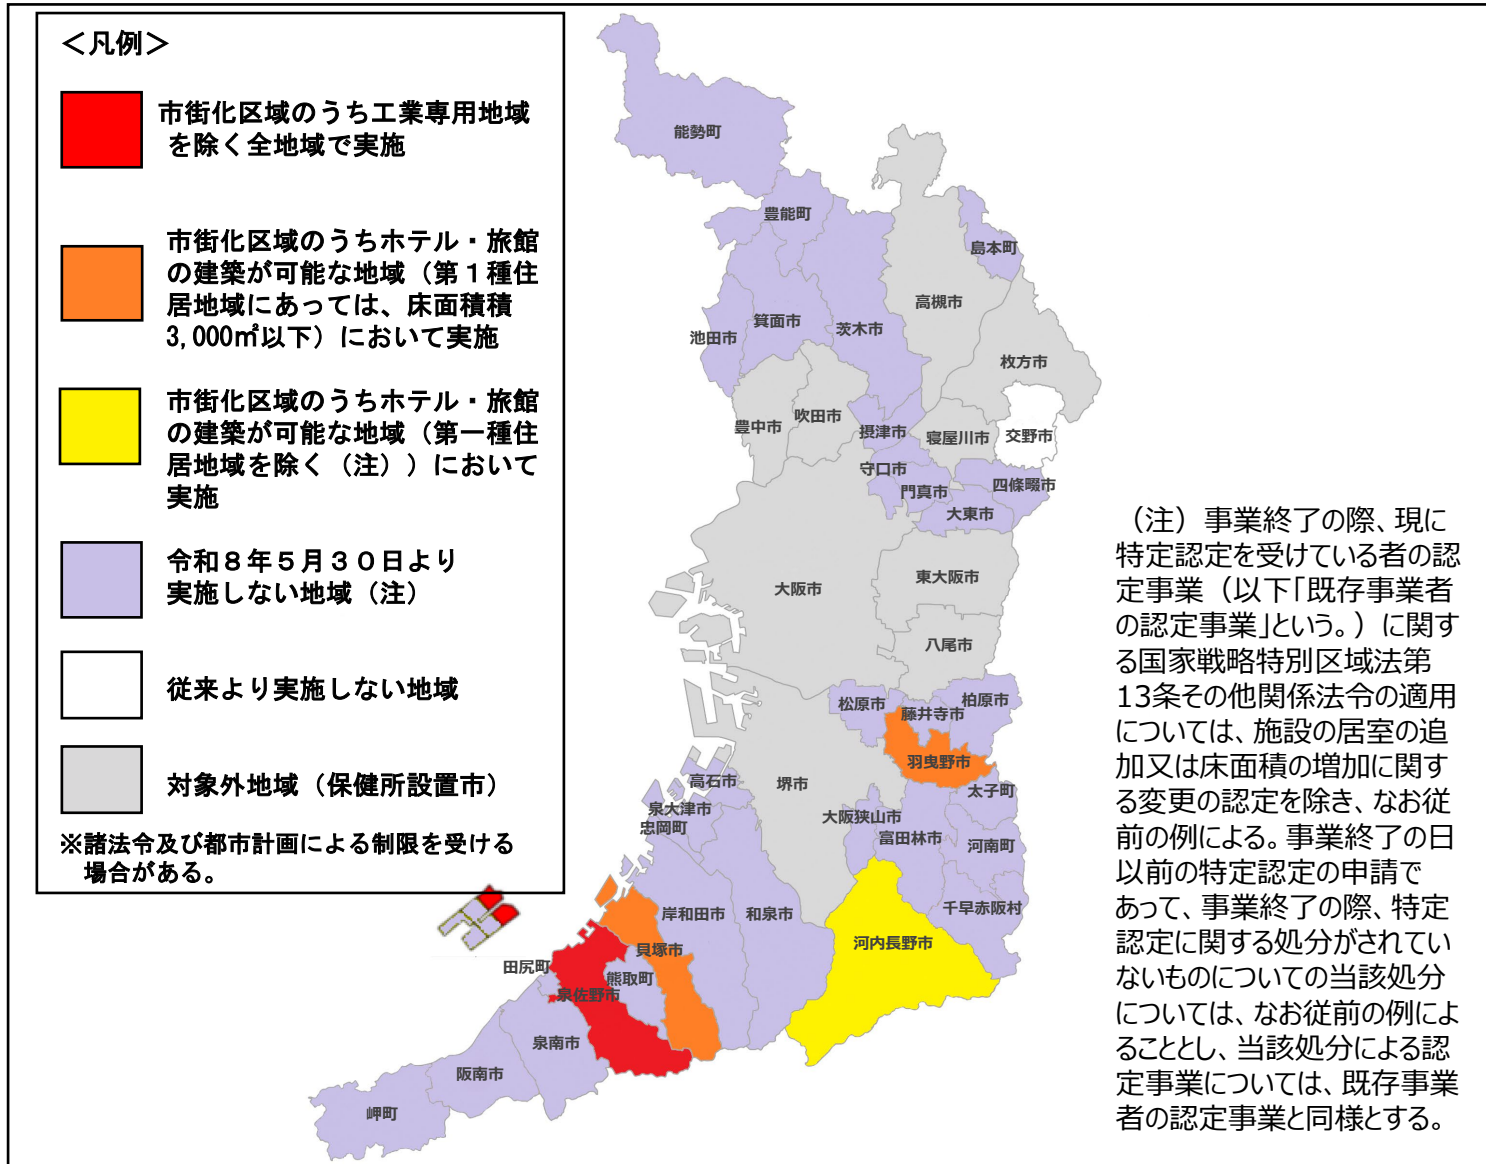 ＜凡例＞
市街化区域のうち工業専用地域
を除く全地域で実施
市街化区域のうちホテル・旅館
の建築が可能な地域（第１種住
居地域にあっては、床面積積
3,000㎡以下）において実施
市街化区域のうちホテル・旅館
の建築が可能な地域（第一種住
居地域を除く（注））において
実施
令和８年５月３０日より
実施しない地域（注）
従来より実施しない地域
対象外地域（保健所設置市）
※諸法令及び都市計画による制限を受ける
場合がある。
能勢町
豊能町
島本町
高槻市
箕面市
茨木市
池田市
枚方市
吹田市
豊中市
摂津市
寝屋川市
交野市
守口市
門真市
四條畷市
大東市
大阪市
東大阪市
八尾市
松原市
藤井寺市
柏原市
羽曳野市
高石市
堺市
太子町
泉大津市
忠岡町
大阪狭山市
富田林市
河南町
千早赤阪村
岸和田市
和泉市
河内長野市
貝塚市
田尻町
熊取町
泉佐野市
泉南市
阪南市
岬町
（注）事業終了の際、現に
特定認定を受けている者の認
定事業（以下「既存事業者
の認定事業」という。）に関す
る国家戦略特別区域法第
13条その他関係法令の適用
については、施設の居室の追
加又は床面積の増加に関す
る変更の認定を除き、なお従
前の例による。事業終了の日
以前の特定認定の申請で
あって、事業終了の際、特定
認定に関する処分がされてい
ないものについての当該処分
については、なお従前の例によ
ることとし、当該処分による認
定事業については、既存事業
者の認定事業と同様とする。